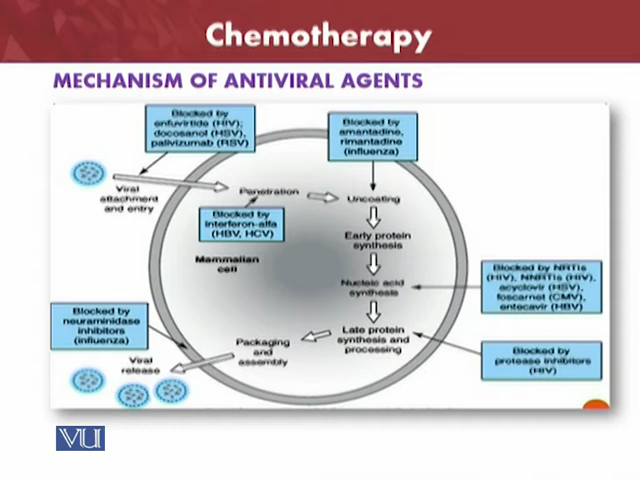 Chemotherapy
MECHANISM OF ANTIVIRAL AGENTS
Blocked by
enfuvirtide (HIV);
docosanol (HSV),
palivizumab (RSV)
Blocked by
amantadine,
rimantadine
(influenza)
Viral
attachment
and entry
Penetration
Uncoating
Blocked by
interferon-alfa
(HBV, HCV)
Early protein
synthesis
Mammalian
cell
Nucleic acid
synthesis
Blocked by NRTIs
(HIV), NNRTIs (HIV),
acyclovir (HSV),
foscarnet (CMV),
entecavir (HBV)
Blocked by
neuraminidase
inhibitors
(influenza)
Late protein
synthesis and
processing
Packaging
and
assembly
Blocked by
protease inhibitors
(HIV)
Viral
release
VU